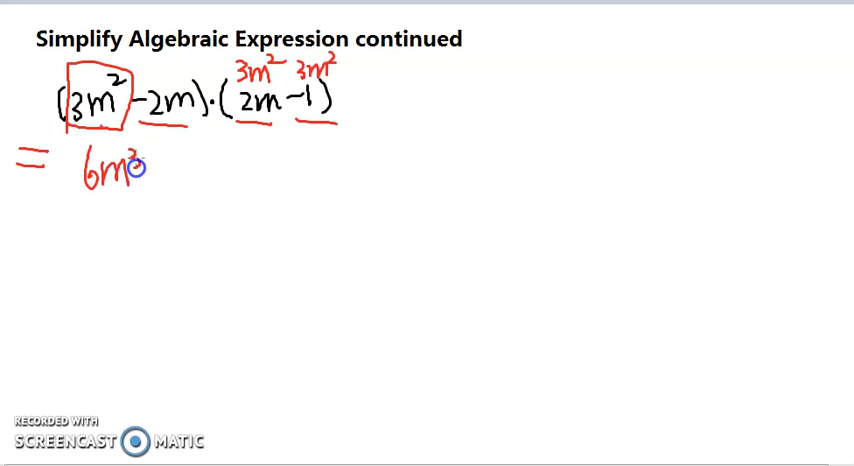 Simplify Algebraic Expression continued
3m² 3m²
(3m² -2m)·(2m -1)
= 6m³
RECORDED WITH
SCREENCAST MATIC